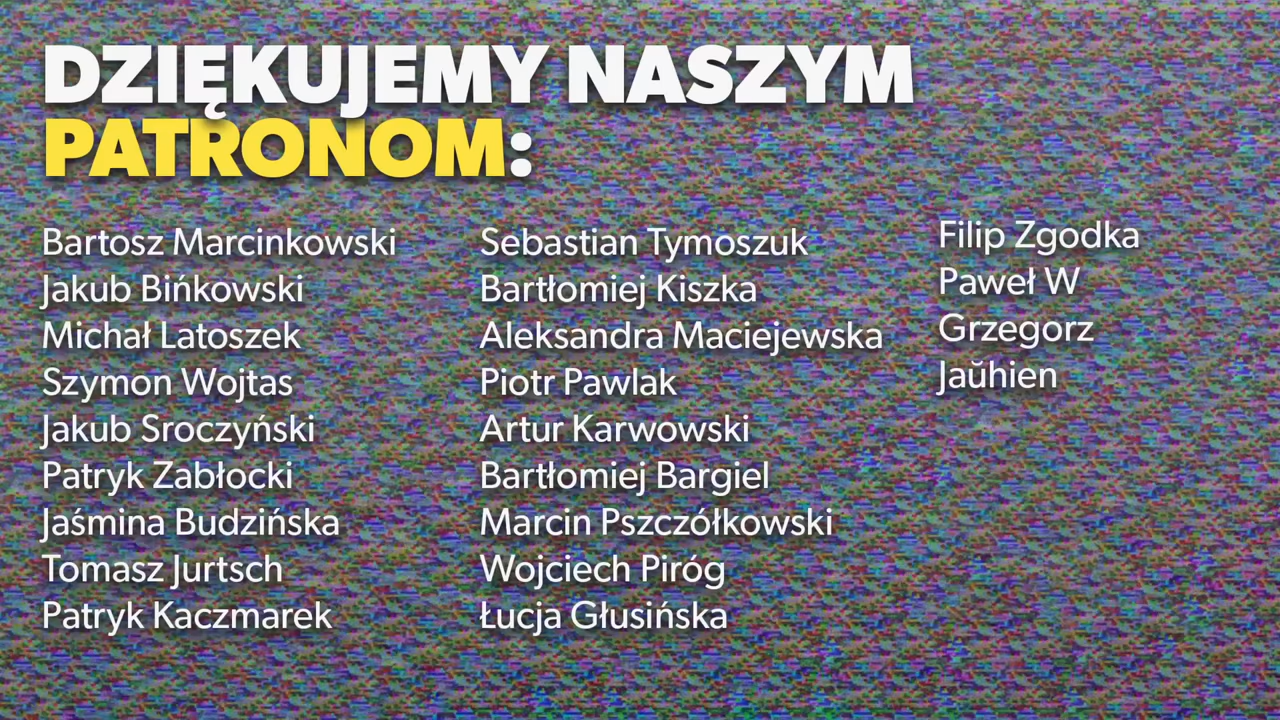 DZIĘKUJEMY NASZYM
PATRONOM:
Bartosz Marcinkowski
Jakub Bińkowski
Michał Latoszek
Szymon Wojtas
Jakub Sroczyński
Patryk Zabłocki
Jaśmina Budzińska
Tomasz Jurtsch
Patryk Kaczmarek
Sebastian Tymoszuk
Bartłomiej Kiszka
Aleksandra Maciejewska
Piotr Pawlak
Artur Karwowski
Bartłomiej Bargiel
Marcin Pszczółkowski
Wojciech Piróg
Łucja Głusińska
Filip Zgodka
Paweł W
Grzegorz
Jaŭhien